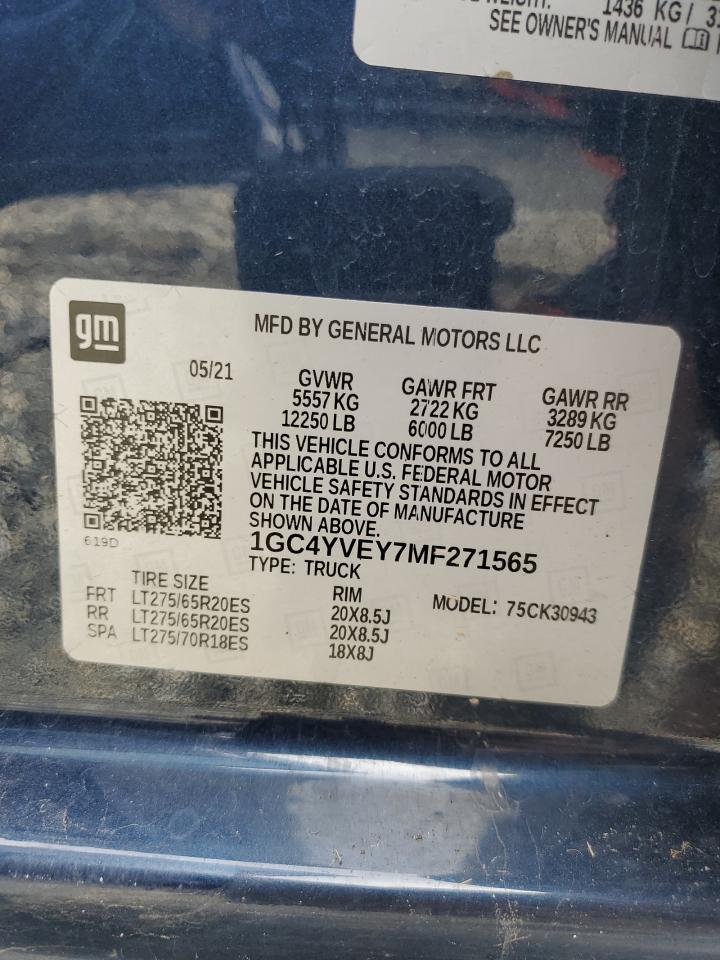 1436 KG /
SEE OWNER'S MANUAL
gm
MFD BY GENERAL MOTORS LLC
05/21
GVWR GAWR FRT GAWR RR
5557 KG 2722 KG 3289 KG
12250 LB 6000 LB 7250 LB
THIS VEHICLE CONFORMS TO ALL
APPLICABLE U.S. FEDERAL MOTOR
VEHICLE SAFETY STANDARDS IN EFFECT
ON THE DATE OF MANUFACTURE
SHOWN ABOVE.
619D
1GC4YVEY7MF271565
TYPE: TRUCK
TIRE SIZE RIM MODEL: 75CK30943
FRT LT275/65R20ES 20X8.5J
RR LT275/65R20ES 20X8.5J
SPA LT275/70R18ES 18X8J